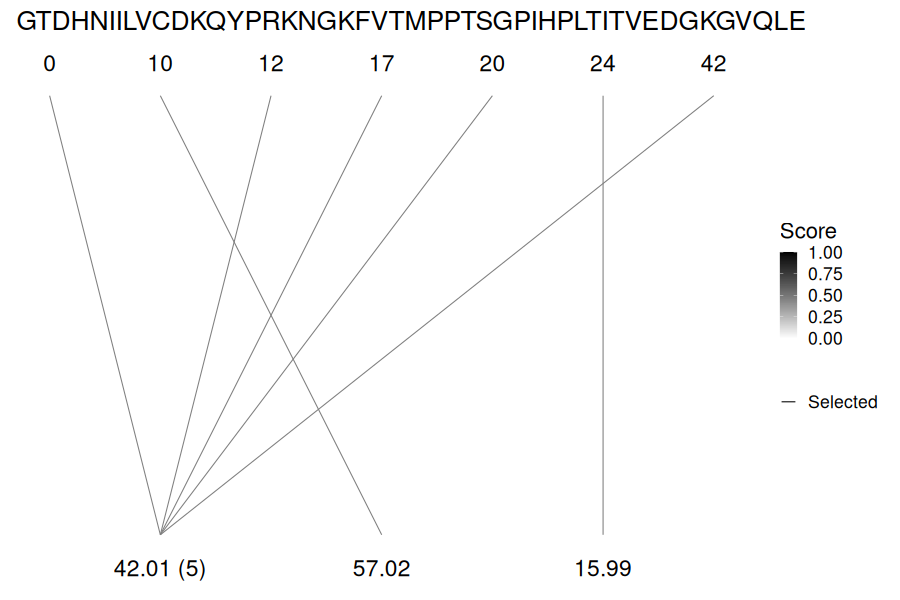 GTDHNIILVCDKQYPRKNGKFVTMPPTSGPIHPLTITVEDGKGVQLE
0 10 12 17 20 24 42
Score
1.00
0.75
0.50
0.25
0.00
Selected
42.01 (5) 57.02 15.99